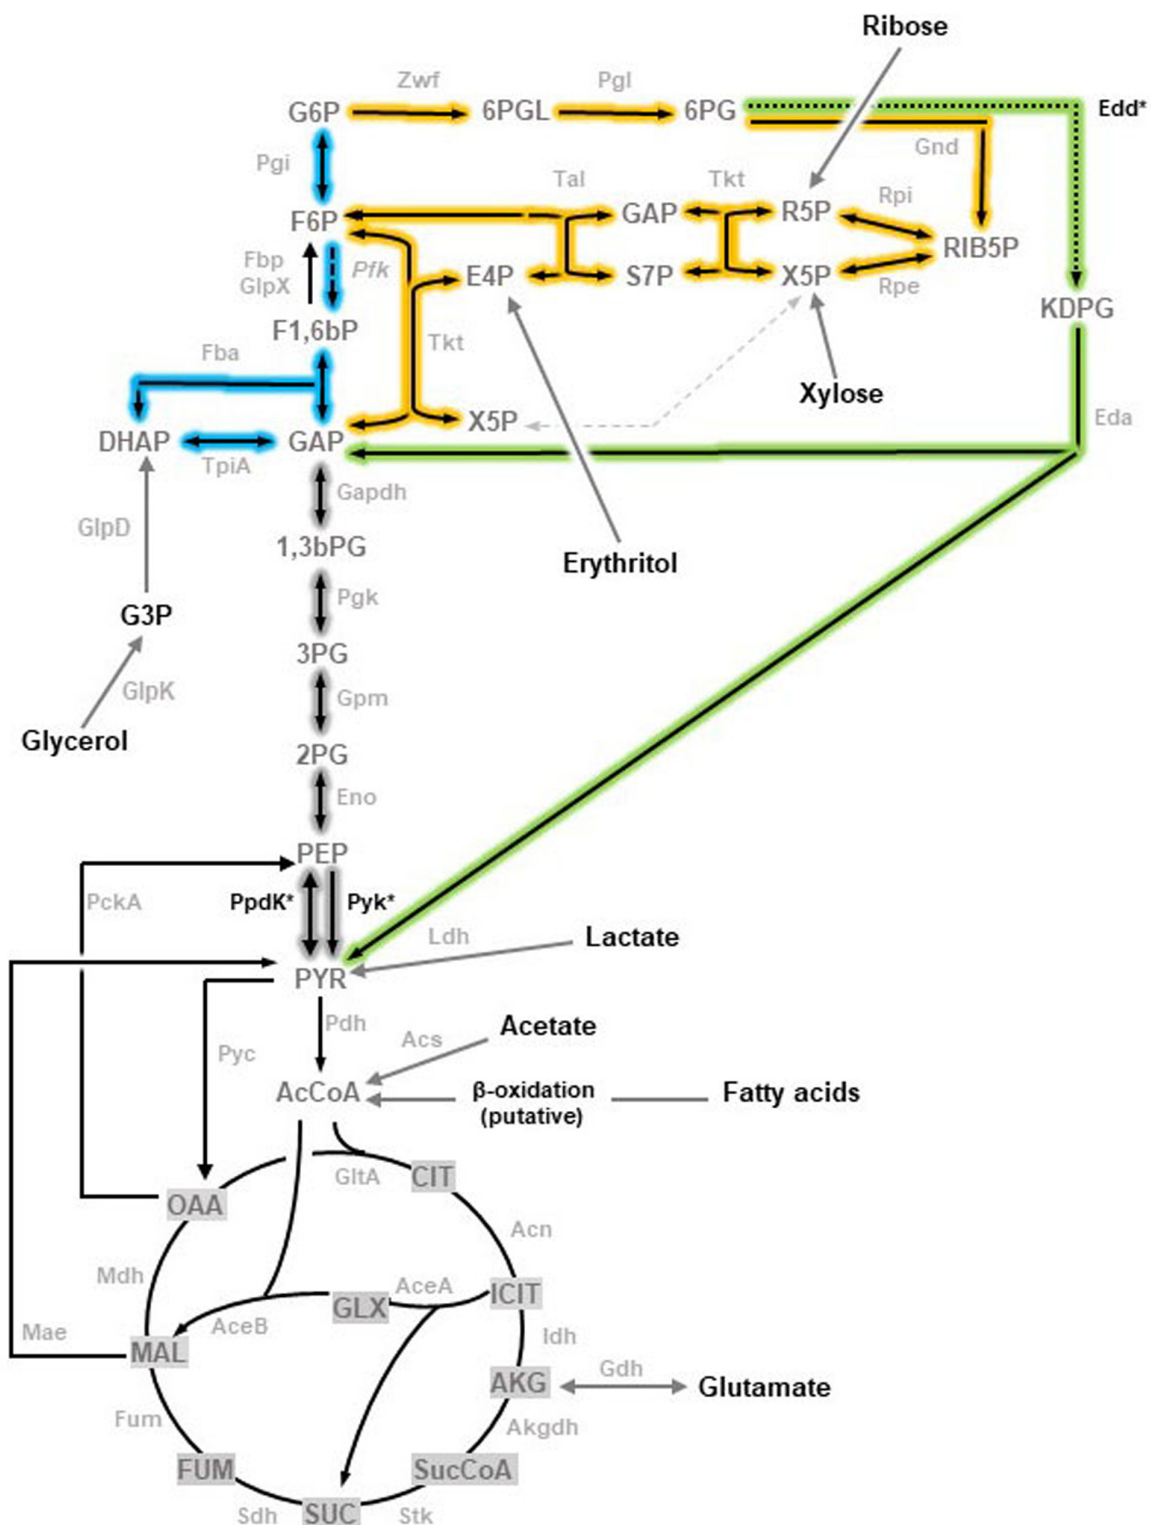 Ribose
Zwf
Pgl
G6P
6PGL
6PG
Edd*
Gnd
Pgi
Tal
Tkt
Rpi
F6P
GAP
R5P
RIB5P
Fbp
GlpX
Pfk
E4P
S7P
X5P
Rpe
KDPG
F1,6bP
Fba
Tkt
Xylose
X5P
Eda
DHAP
GAP
TpiA
Gapdh
GlpD
1,3bPG
Erythritol
Pgk
G3P
3PG
GlpK
Gpm
Glycerol
2PG
Eno
PEP
PckA
PpdK*
Pyk*
Ldh
Lactate
PYR
Pdh
Acetate
Acs
Pyc
AcCoA
β-oxidation
(putative)
Fatty acids
GltA
CIT
OAA
Acn
Mdh
AceA
ICIT
GLX
AceB
Mae
MAL
Idh
Gdh
AKG
Glutamate
Fum
Akgdh
FUM
SucCoA
Sdh
SUC
Stk